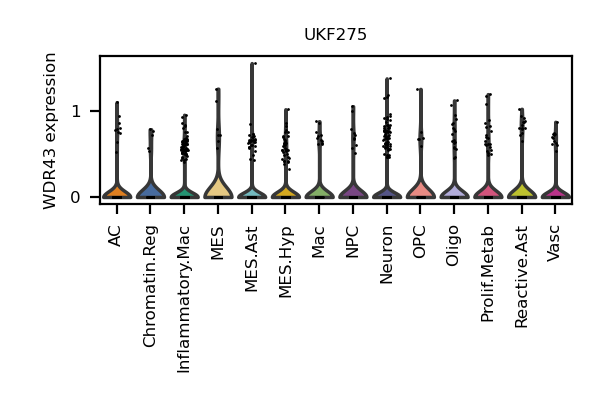 UKF275
WDR43 expression
1
0
AC
Chromatin.Reg
Inflammatory.Mac
MES
MES.Ast
MES.Hyp
Mac
NPC
Neuron
OPC
Oligo
Prolif.Metab
Reactive.Ast
Vasc